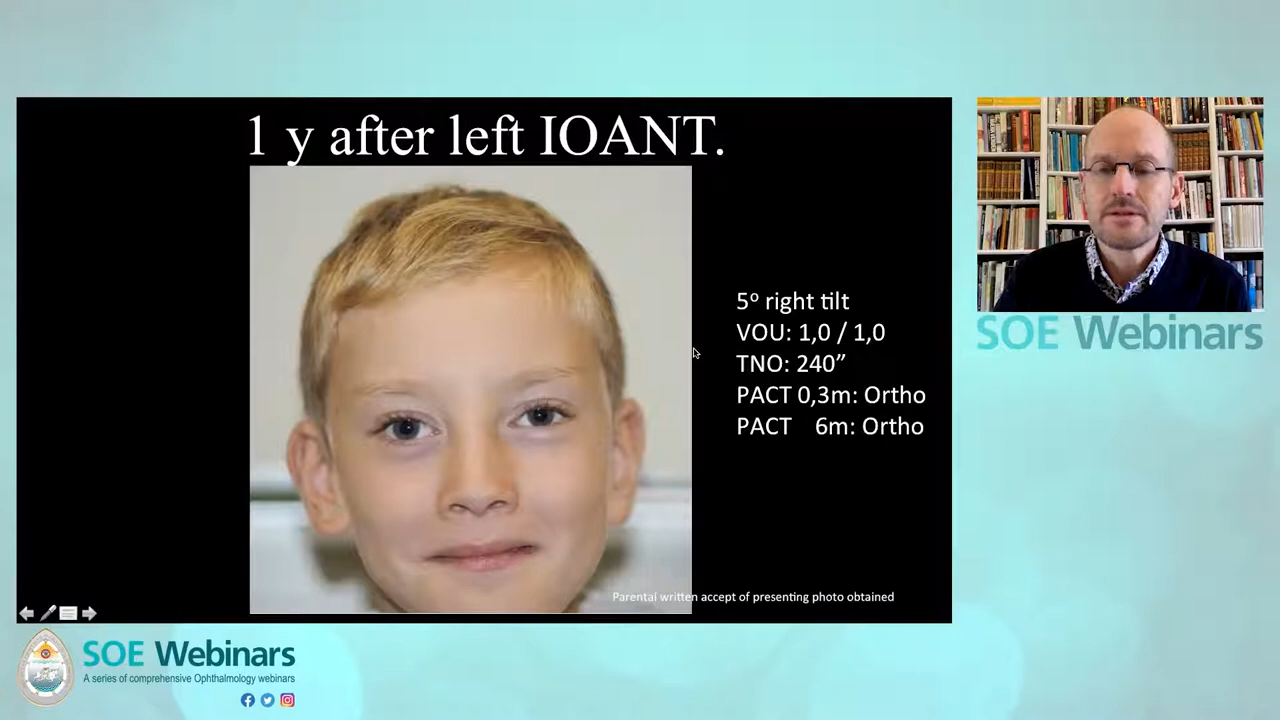 1 y after left IOANT.
5º right tilt
VOU: 1,0 / 1,0
TNO: 240”
PACT 0,3m: Ortho
PACT 6m: Ortho
Parental written accept of presenting photo obtained
SOE Webinars
SOE Webinars
A series of comprehensive Ophthalmology webinars